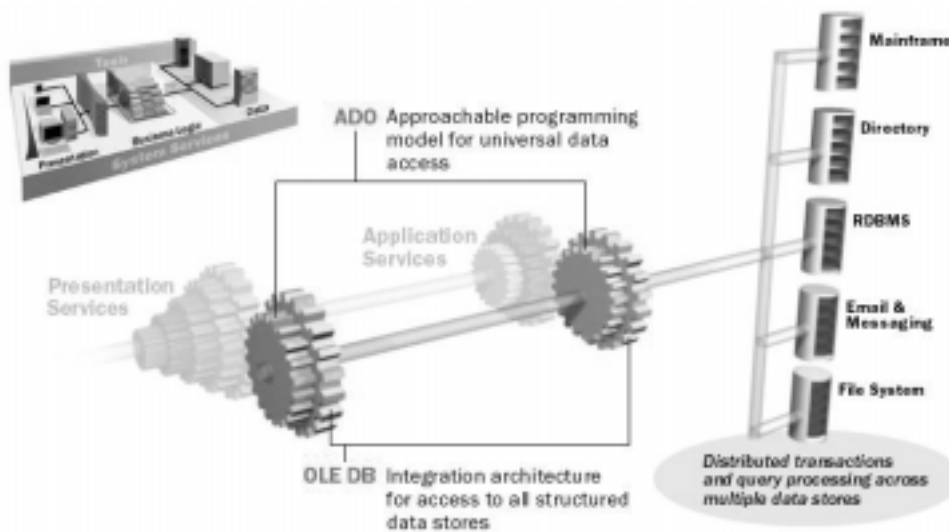 Tools
Presentation
Business Logic
Data
System Services
ADO Approachable programming
model for universal data
access
Application
Services
Presentation
Services
OLE DB Integration architecture
for access to all structured
data stores
Mainframe
Directory
RDBMS
Email &
Messaging
File System
Distributed transactions
and query processing across
multiple data stores